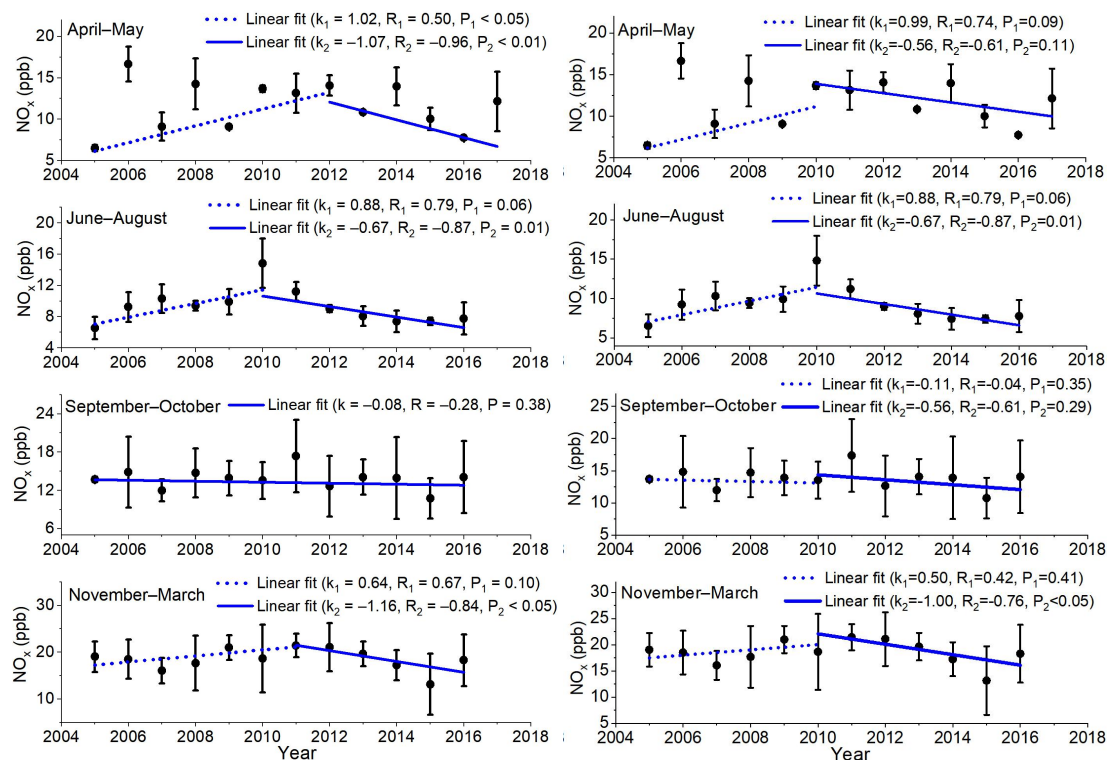 April–May
Linear fit (k₁ = 1.02, R₁ = 0.50, P₁ < 0.05)
Linear fit (k₂ = –1.07, R₂ = –0.96, P₂ < 0.01)
NOₓ (ppb)
20
15
10
5
2004 2006 2008 2010 2012 2014 2016 2018
June–August
Linear fit (k₁ = 0.88, R₁ = 0.79, P₁ = 0.06)
Linear fit (k₂ = –0.67, R₂ = –0.87, P₂ = 0.01)
NOₓ (ppb)
20
16
12
8
4
2004 2006 2008 2010 2012 2014 2016 2018
September–October
Linear fit (k = –0.08, R = –0.28, P = 0.38)
NOₓ (ppb)
27
21
15
9
2004 2006 2008 2010 2012 2014 2016 2018
November–March
Linear fit (k₁ = 0.64, R₁ = 0.67, P₁ = 0.10)
Linear fit (k₂ = –1.16, R₂ = –0.84, P₂ < 0.05)
NOₓ (ppb)
30
20
10
2004 2006 2008 2010 2012 2014 2016 2018
Year
April–May
Linear fit (k₁=0.99, R₁=0.74, P₁=0.09)
Linear fit (k₂=-0.56, R₂=-0.61, P₂=0.11)
NOₓ (ppb)
20
15
10
5
2004 2006 2008 2010 2012 2014 2016 2018
June–August
Linear fit (k₁=0.88, R₁=0.79, P₁=0.06)
Linear fit (k₂=-0.67, R₂=-0.87, P₂=0.01)
NOₓ (ppb)
20
15
10
5
2004 2006 2008 2010 2012 2014 2016 2018
September–October
Linear fit (k₁=-0.11, R₁=-0.04, P₁=0.35)
Linear fit (k₂=-0.56, R₂=-0.61, P₂=0.29)
NOₓ (ppb)
25
20
15
10
5
2004 2006 2008 2010 2012 2014 2016 2018
November–March
Linear fit (k₁=0.50, R₁=0.42, P₁=0.41)
Linear fit (k₂=-1.00, R₂=-0.76, P₂<0.05)
NOₓ (ppb)
30
25
20
15
10
5
2004 2006 2008 2010 2012 2014 2016 2018
Year